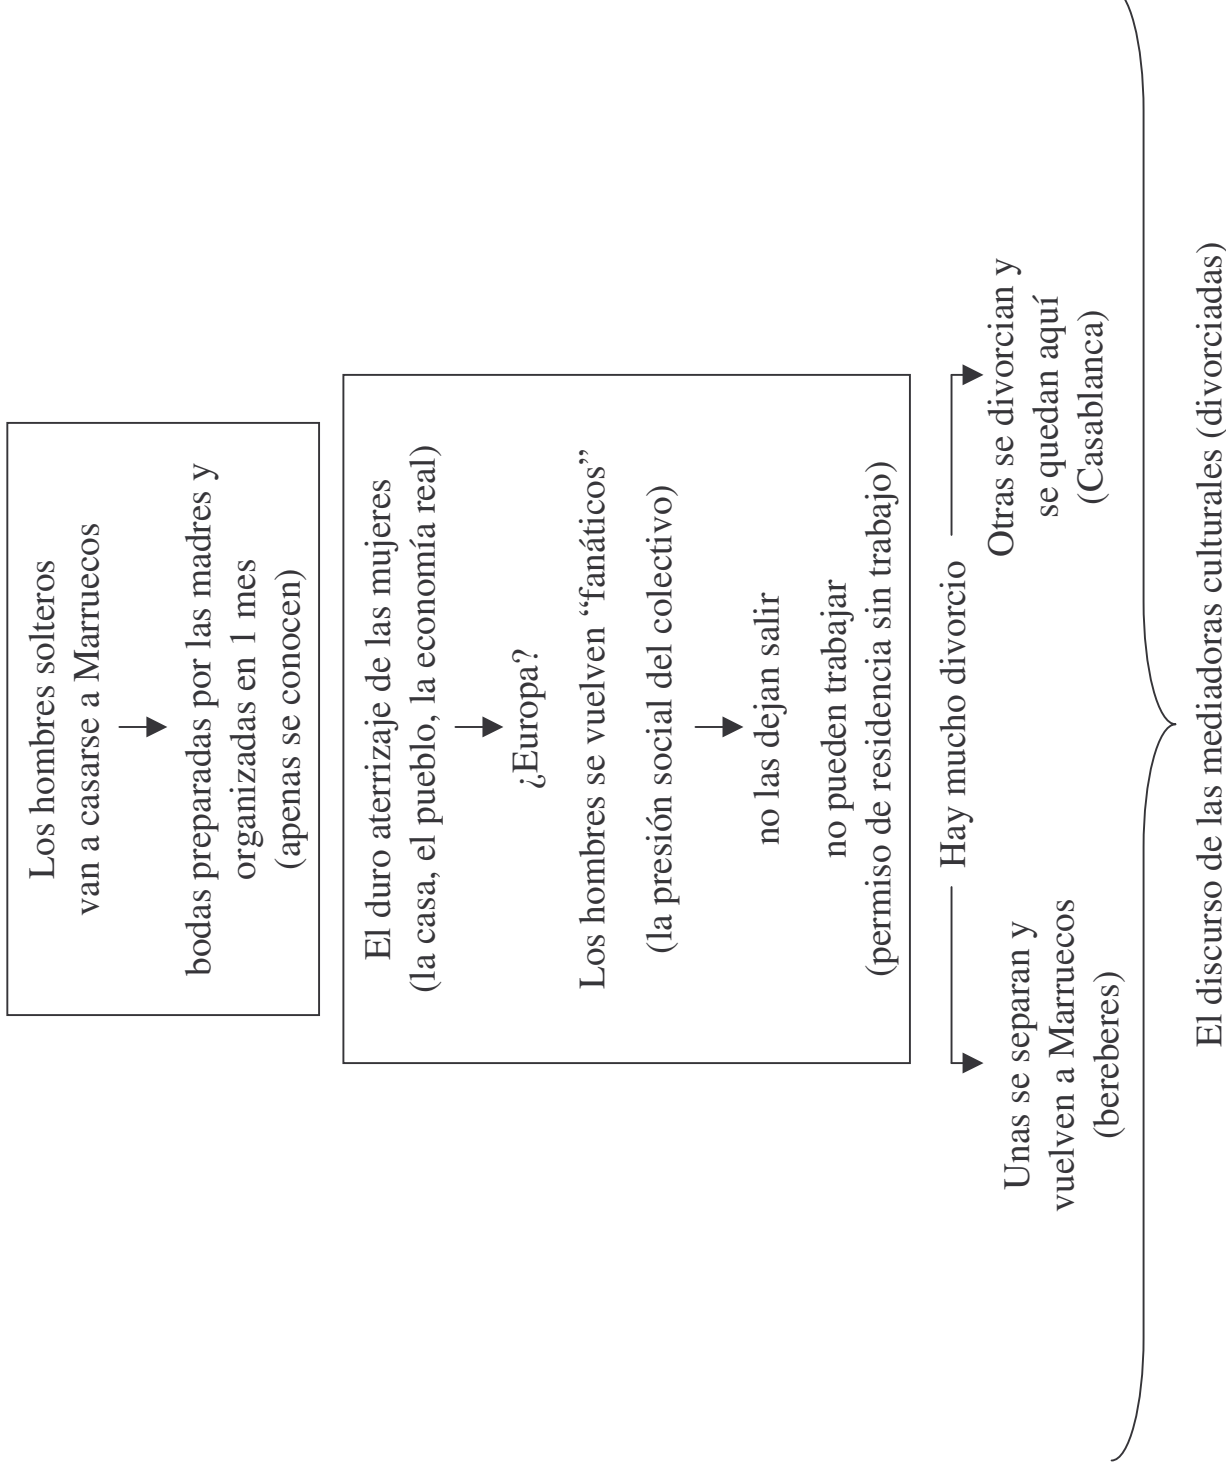 Los hombres solteros
van a casarse a Marruecos
bodas preparadas por las madres y
organizadas en 1 mes
(apenas se conocen)
El duro aterrizaje de las mujeres
(la casa, el pueblo, la economía real)
¿Europa?
Los hombres se vuelven “fanáticos”
(la presión social del colectivo)
no las dejan salir
no pueden trabajar
(permiso de residencia sin trabajo)
Hay mucho divorcio
Unas se separan y
vuelven a Marruecos
(bereberes)
Otras se divorcian y
se quedan aquí
(Casablanca)
El discurso de las mediadoras culturales (divorciadas)